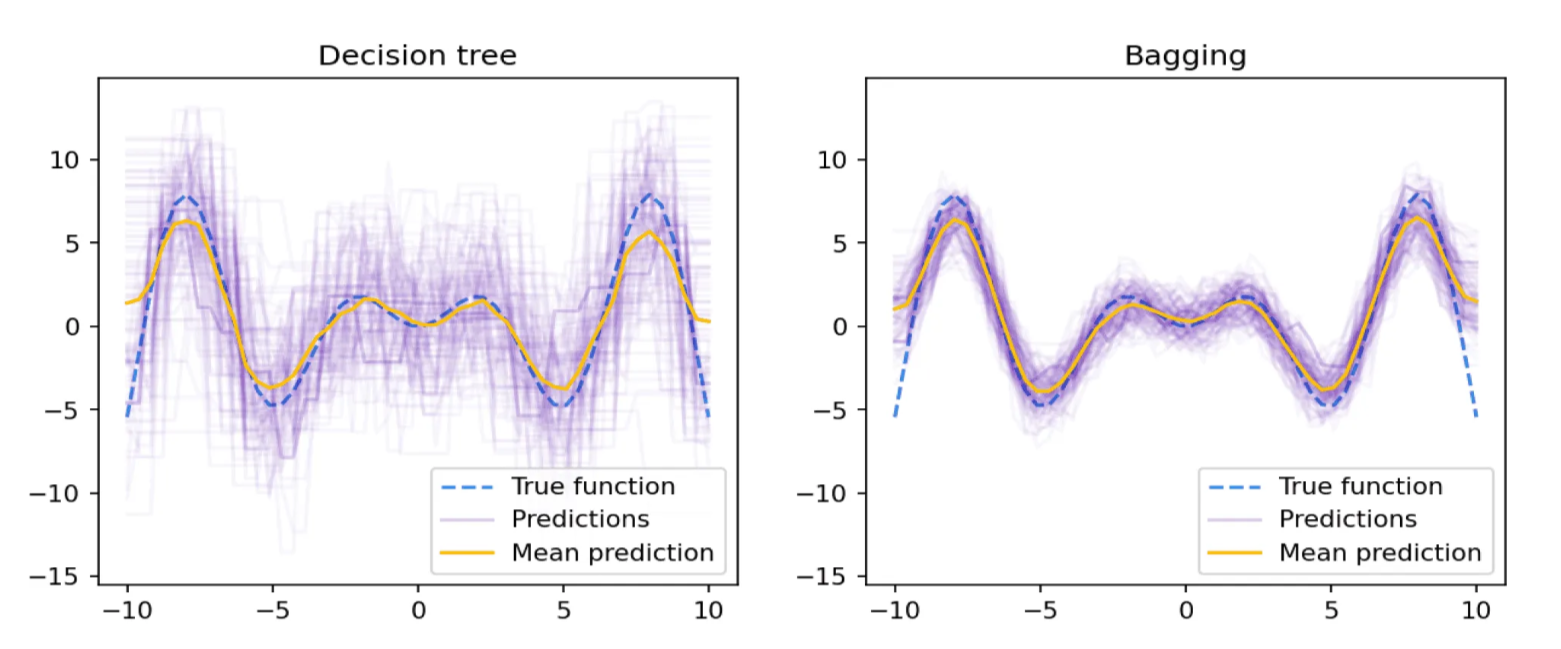 Decision tree
10
5
0
−5
−10
−15
−10 −5 0 5 10
True function
Predictions
Mean prediction
Bagging
10
5
0
−5
−10
−15
−10 −5 0 5 10
True function
Predictions
Mean prediction